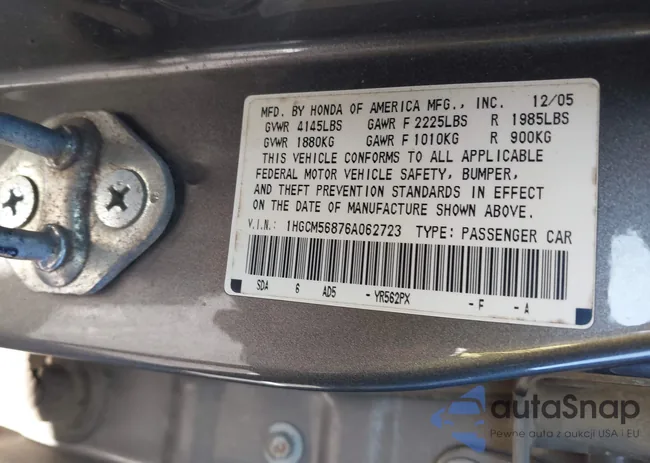 MFD. BY HONDA OF AMERICA MFG., INC. 12/05
GVWR 4145LBS GAWR F 2225LBS R 1985LBS
GVWR 1880KG GAWR F 1010KG R 900KG
THIS VEHICLE CONFORMS TO ALL APPLICABLE
FEDERAL MOTOR VEHICLE SAFETY, BUMPER,
AND THEFT PREVENTION STANDARDS IN EFFECT
ON THE DATE OF MANUFACTURE SHOWN ABOVE.
V.I.N.: 1HGCM56876A062723 TYPE: PASSENGER CAR
SDA 6 AD5 -YR562PX -F -A
autaSnap
Pewne auta z aukcji USA i EU